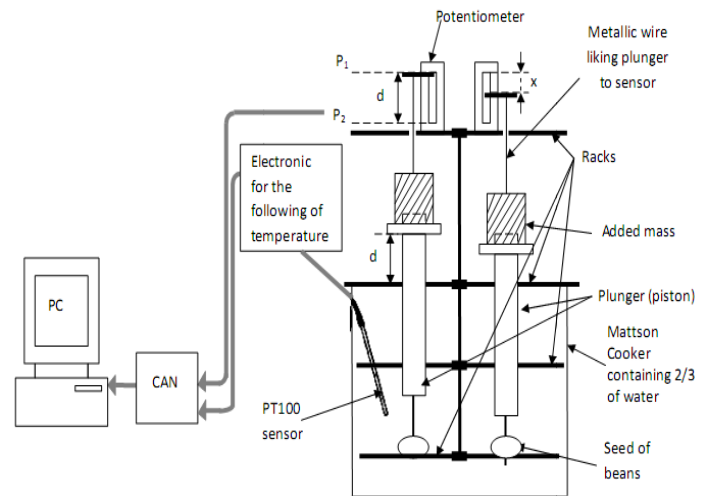 Potentiometer
Metallic wire
liking plunger
to sensor
P1
d
P2
x
Racks
Electronic
for the
following of
temperature
Added mass
d
PC
Plunger (piston)
Mattson
Cooker
containing 2/3
of water
CAN
PT100
sensor
Seed of
beans